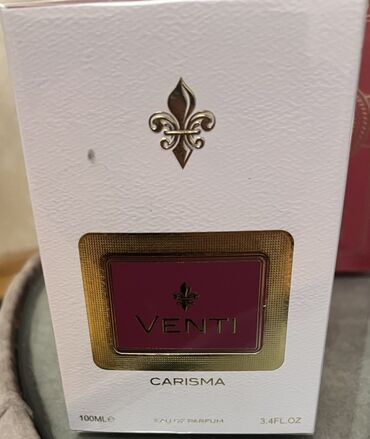 VENTI
CARISMA
100ML℮ EAU DE PARFUM 3.4FL.OZ